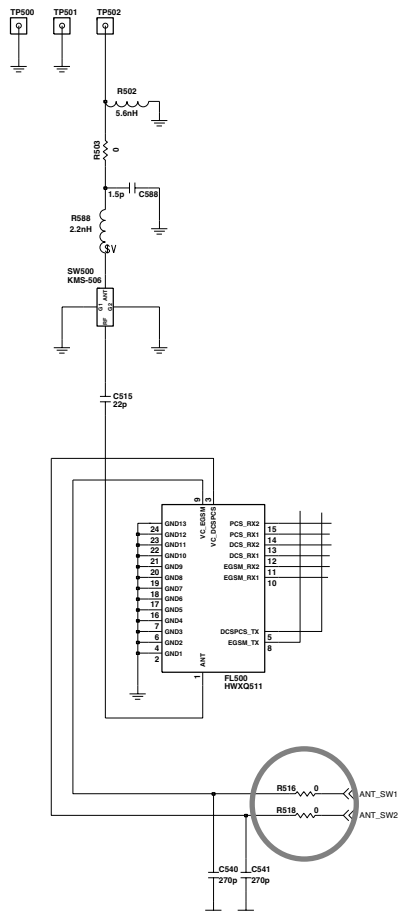 TP500 TP501 TP502
R502
5.6nH
R503
0
1.5p C588
R588
2.2nH
$V
SW500
KMS-506
ANT
G1 G2
RF
C515
22p
9 3
VC_EGSM VC_DCSPCS
GND13 PCS_RX2
24 15
GND12 PCS_RX1
23 14
GND11 DCS_RX2
22 13
GND10 DCS_RX1
21 12
GND9 EGSM_RX2
20 11
GND8 EGSM_RX1
19 10
GND7
18
GND6
17
GND5
16
GND4
7
GND3 DCSPCS_TX
6 5
GND2 EGSM_TX
4 8
GND1
2
ANT
1
FL500
HWXQ511
R516 0 ANT_SW1
R518 0 ANT_SW2
C540 C541
270p 270p